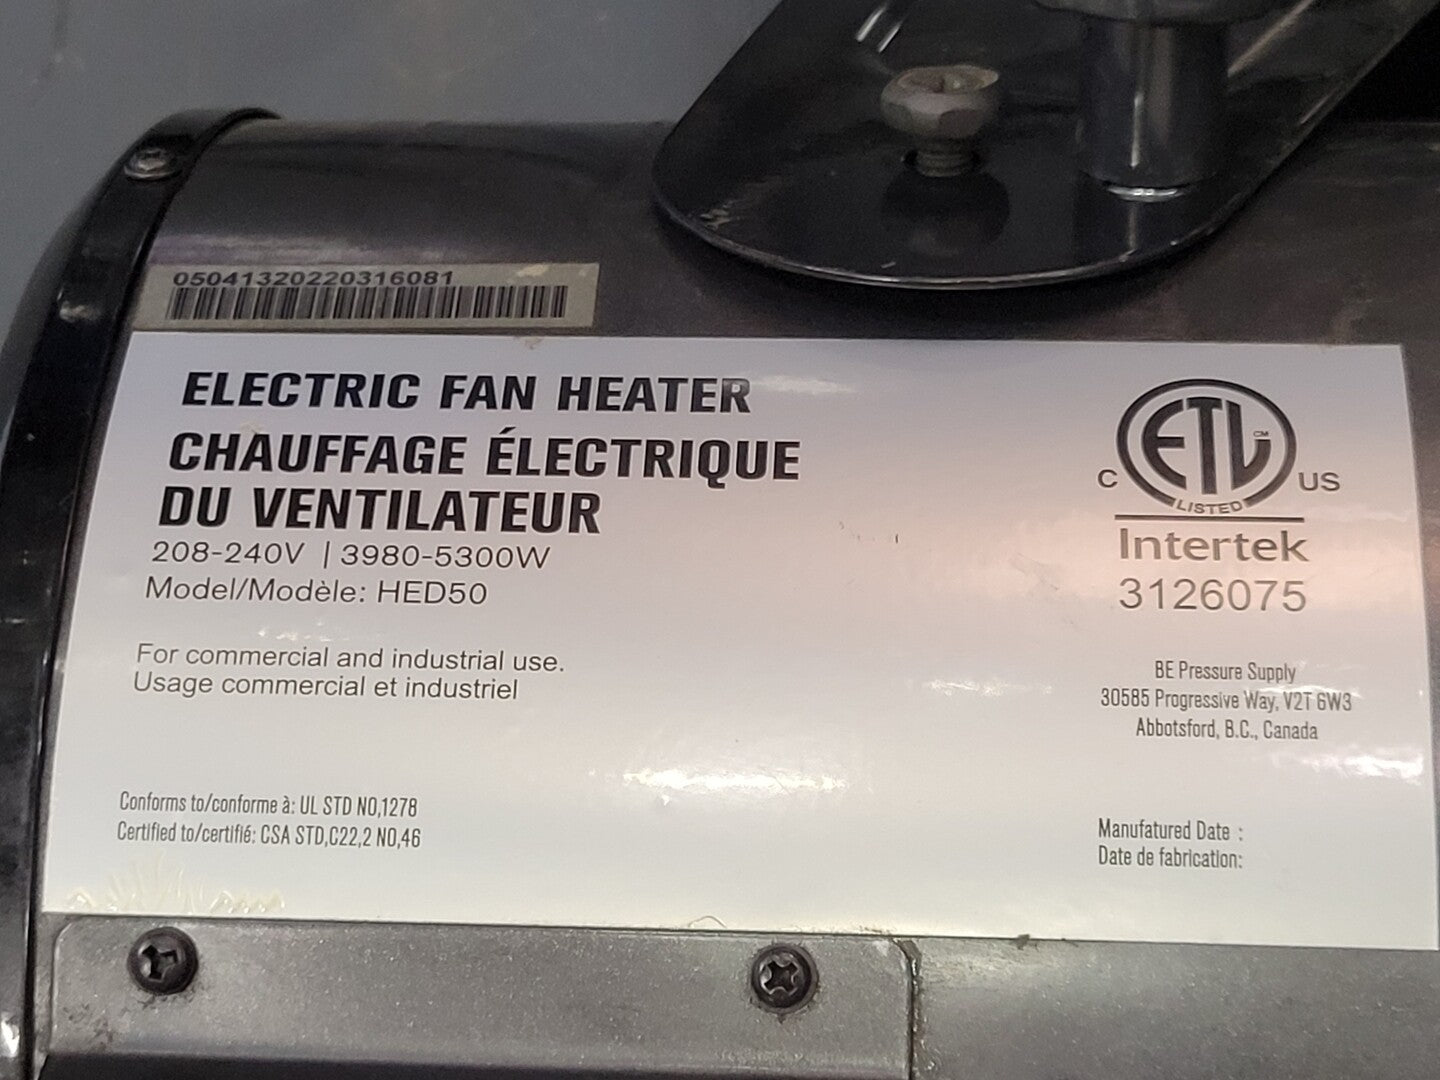 05041320220316081
ELECTRIC FAN HEATER
CHAUFFAGE ÉLECTRIQUE
DU VENTILATEUR
208-240V | 3980-5300W
Model/Modèle: HED50
For commercial and industrial use.
Usage commercial et industriel
Conforms to/conforme à: UL STD NO,1278
Certified to/certifié: CSA STD,C22,2 NO,46
ETL CM
C US
LISTED
Intertek
3126075
BE Pressure Supply
30585 Progressive Way, V2T 6W3
Abbotsford, B.C., Canada
Manufatured Date :
Date de fabrication: